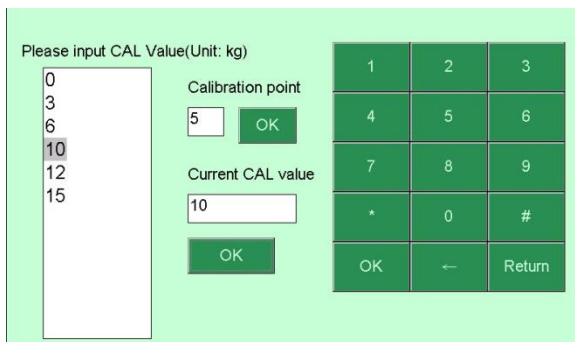 Please input CAL Value(Unit: kg)
0
3
6
10
12
15
Calibration point
5
OK
Current CAL value
10
OK
1 2 3
4 5 6
7 8 9
* 0 #
OK ← Return